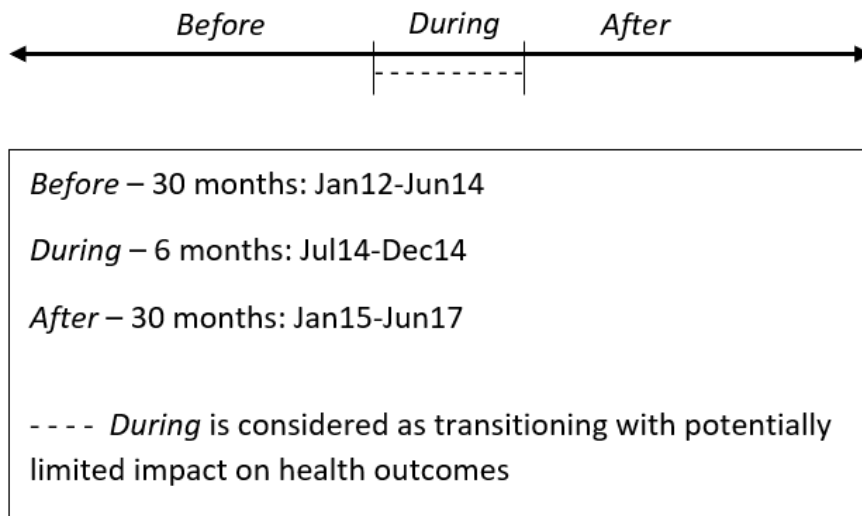 Before During After
Before – 30 months: Jan12-Jun14
During – 6 months: Jul14-Dec14
After – 30 months: Jan15-Jun17
- - - - During is considered as transitioning with potentially
limited impact on health outcomes